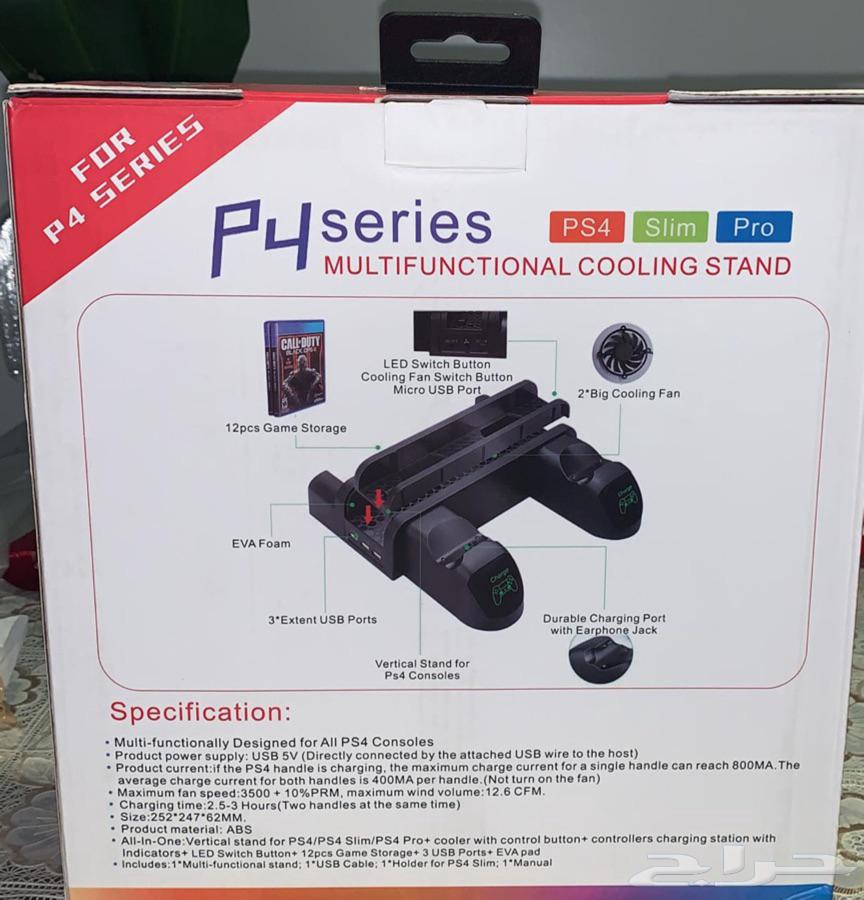 FOR
P4 SERIES
P4 series
PS4 Slim Pro
MULTIFUNCTIONAL COOLING STAND
CALL OF DUTY
BLACK OPS
12pcs Game Storage
LED Switch Button
Cooling Fan Switch Button
Micro USB Port
2*Big Cooling Fan
EVA Foam
3*Extent USB Ports
Charge
Charge
Durable Charging Port
with Earphone Jack
Vertical Stand for
Ps4 Consoles
Specification:
• Multi-functionally Designed for All PS4 Consoles
• Product power supply: USB 5V (Directly connected by the attached USB wire to the host)
• Product current:if the PS4 handle is charging, the maximum charge current for a single handle can reach 800MA.The
average charge current for both handles is 400MA per handle.(Not turn on the fan)
• Maximum fan speed:3500 + 10%PRM, maximum wind volume:12.6 CFM.
• Charging time:2.5-3 Hours(Two handles at the same time)
• Size:252*247*62MM.
• Product material: ABS
• All-In-One:Vertical stand for PS4/PS4 Slim/PS4 Pro+ cooler with control button+ controllers charging station with
Indicators+ LED Switch Button+ 12pcs Game Storage+ 3 USB Ports+ EVA pad
• Includes:1*Multi-functional stand; 1*USB Cable; 1*Holder for PS4 Slim; 1*Manual
حراج